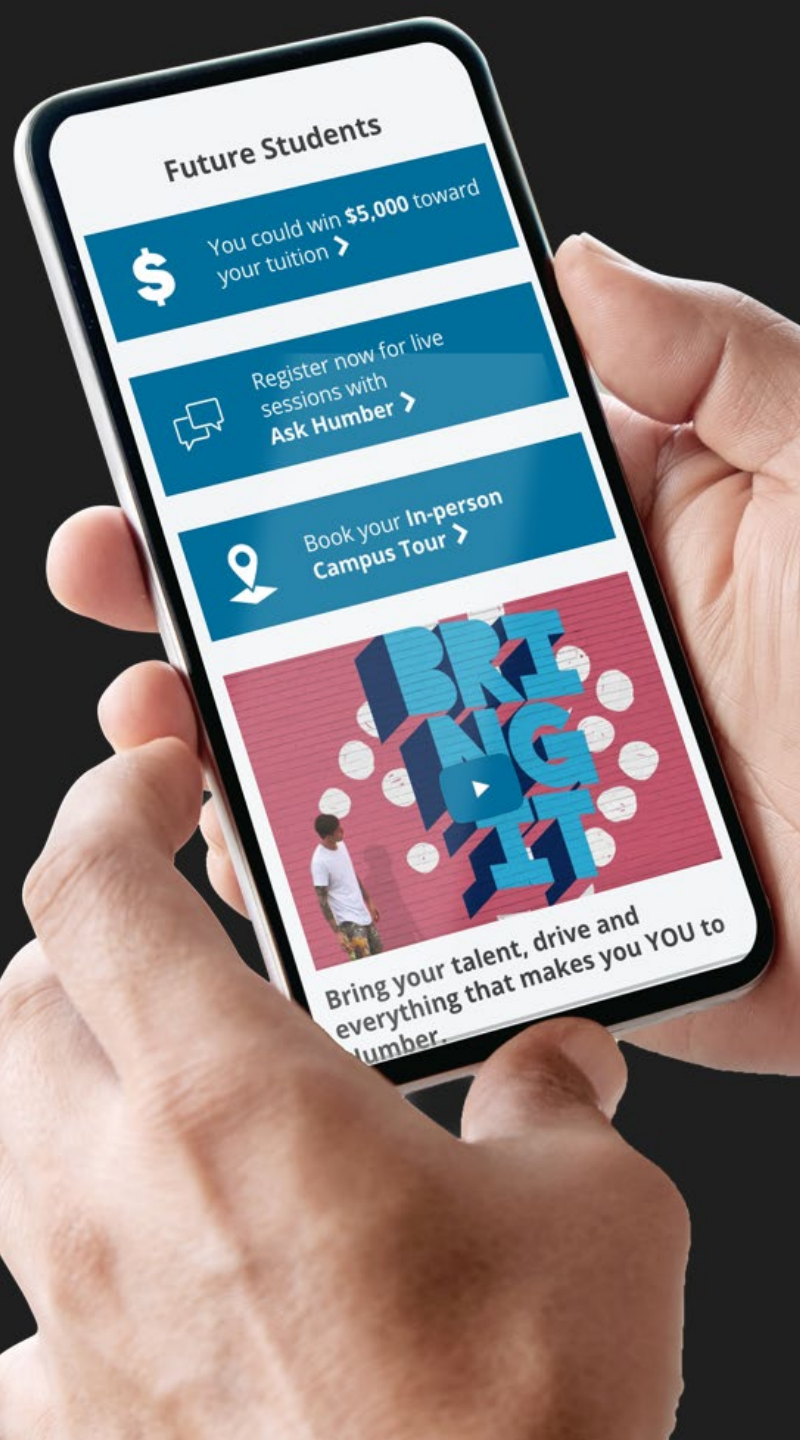 Future Students
You could win $5,000 toward
your tuition
Register now for live
sessions with
Ask Humber
Book your In-person
Campus Tour
BRI
NG
IT
Bring your talent, drive and
everything that makes you YOU to
Humber.